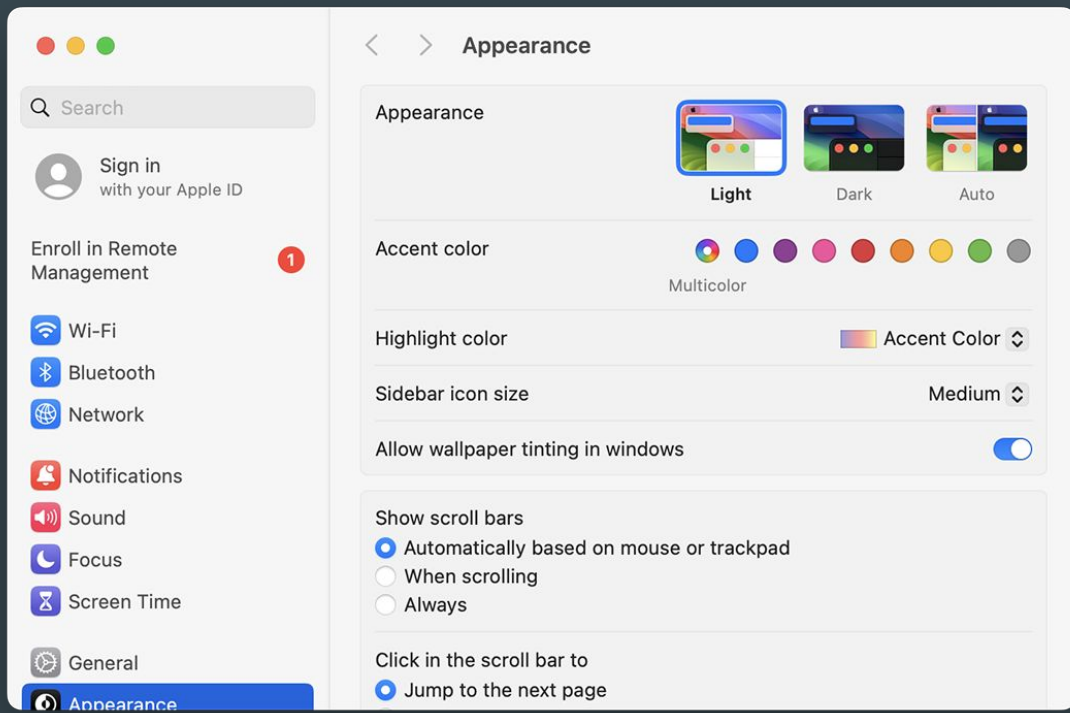 Search
Sign in
with your Apple ID
Enroll in Remote
Management
1
Wi-Fi
Bluetooth
Network
Notifications
Sound
Focus
Screen Time
General
Appearance
Appearance
Appearance
Light
Dark
Auto
Accent color
Multicolor
Highlight color
Accent Color
Sidebar icon size
Medium
Allow wallpaper tinting in windows
Show scroll bars
Automatically based on mouse or trackpad
When scrolling
Always
Click in the scroll bar to
Jump to the next page